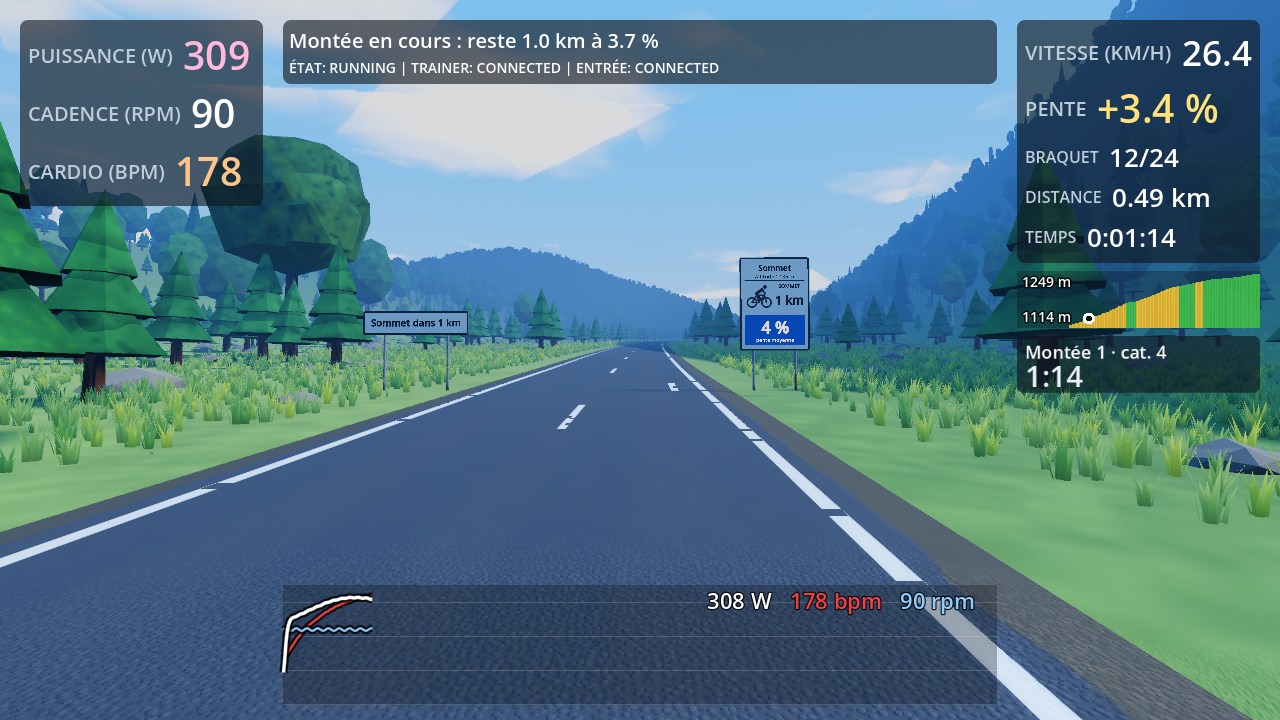 PUISSANCE (W) 309
CADENCE (RPM) 90
CARDIO (BPM) 178
Montée en cours : reste 1.0 km à 3.7 %
ÉTAT: RUNNING | TRAINER: CONNECTED | ENTRÉE: CONNECTED
VITESSE (KM/H) 26.4
PENTE +3.4 %
BRAQUET 12/24
DISTANCE 0.49 km
TEMPS 0:01:14
1249 m
1114 m
Montée 1 · cat. 4
1:14
Sommet dans 1 km
Sommet
SOMMET
1 km
4 %
pente moyenne
308 W 178 bpm 90 rpm